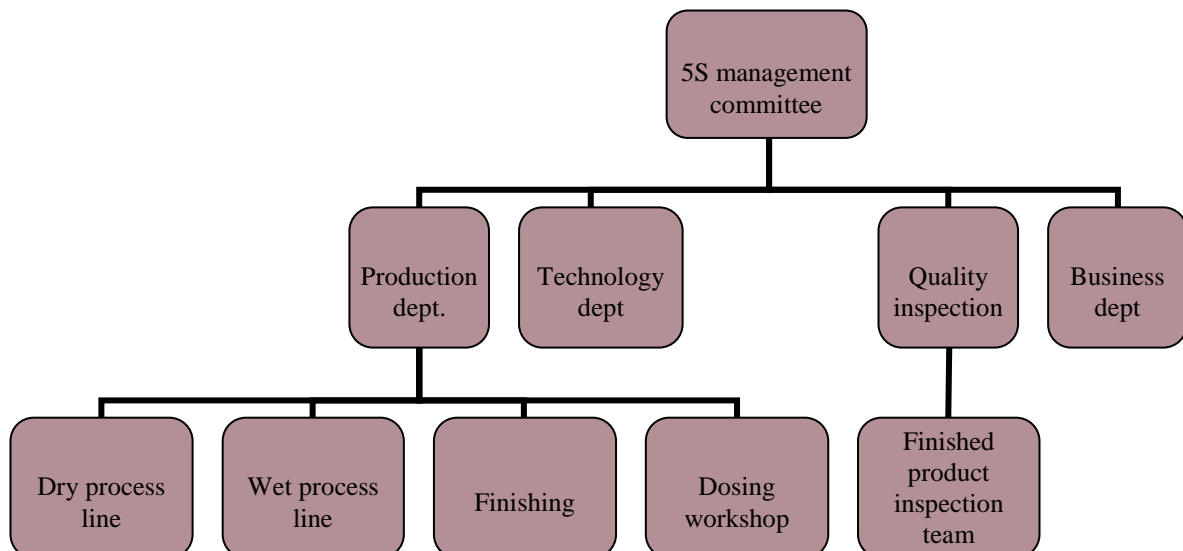 5S management
committee
Production
dept.
Technology
dept
Quality
inspection
Business
dept
Dry process
line
Wet process
line
Finishing
Dosing
workshop
Finished
product
inspection
team